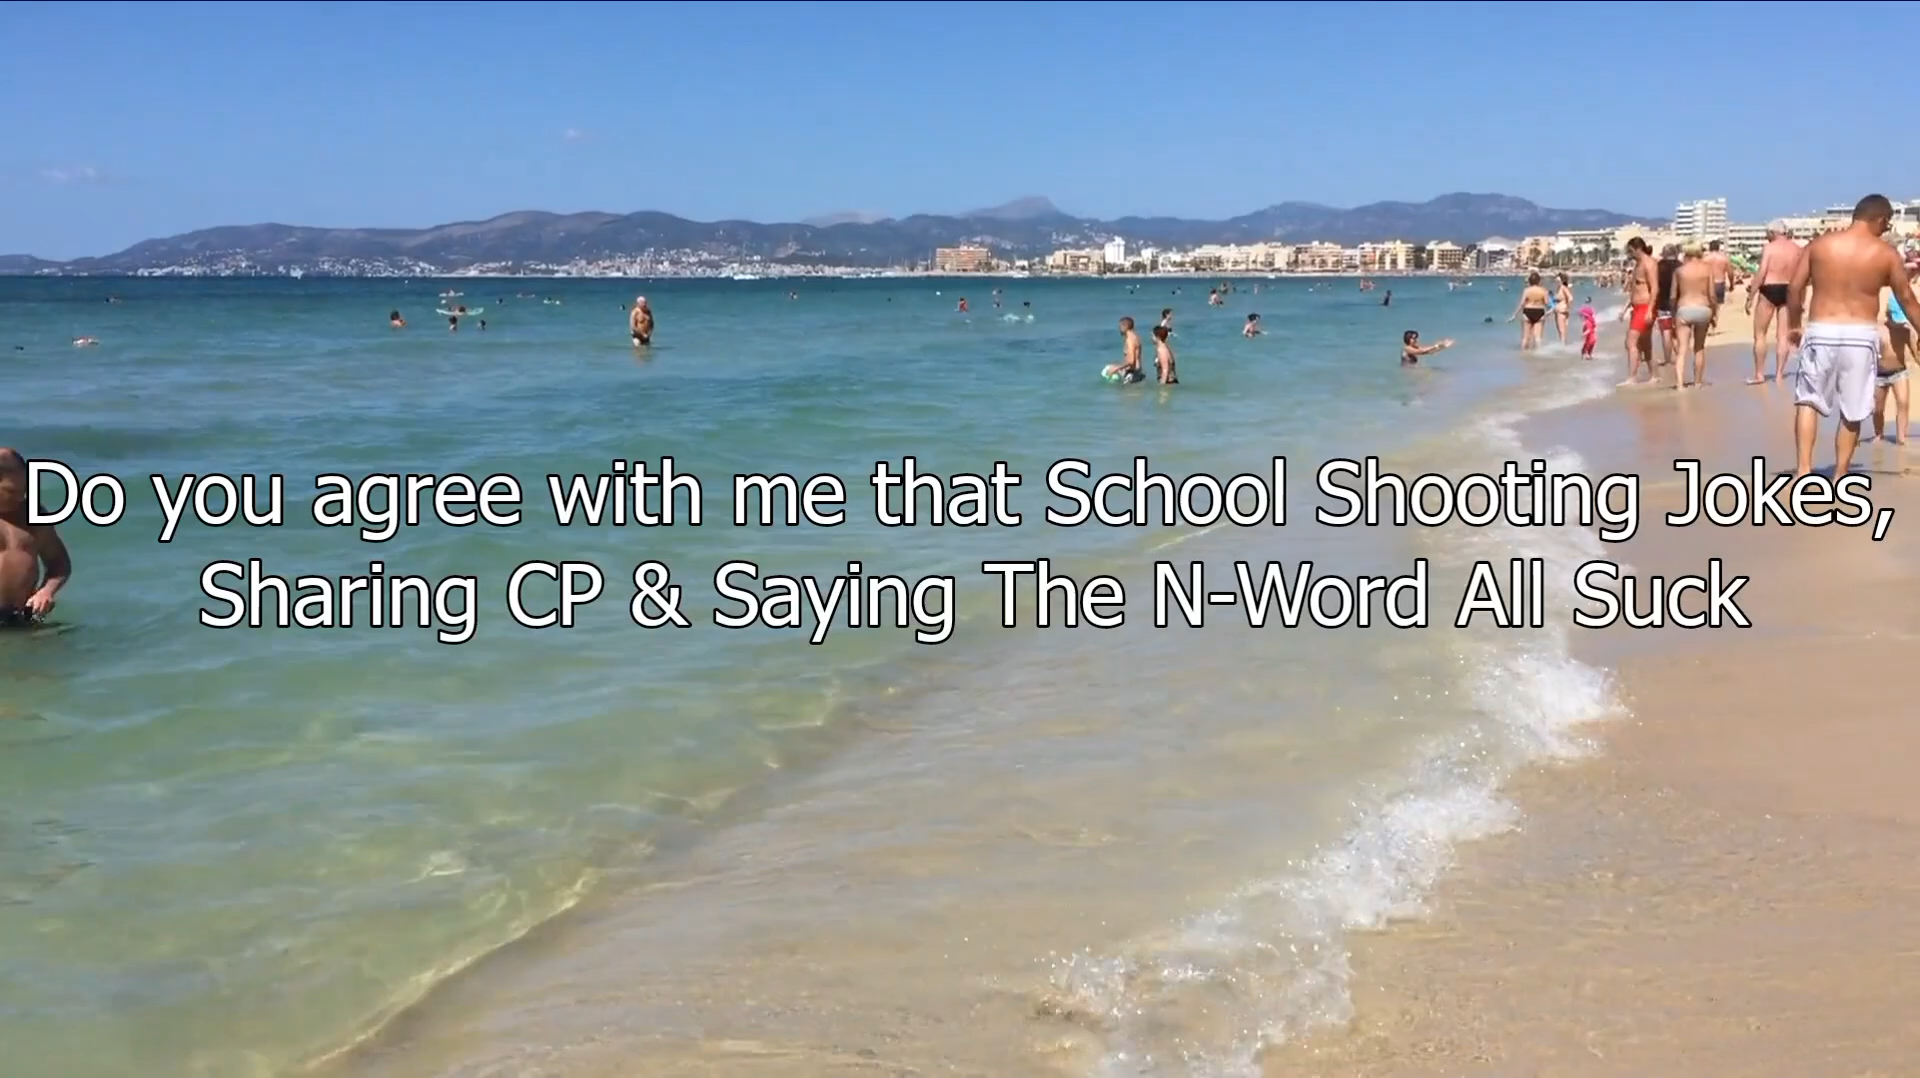 Do you agree with me that School Shooting Jokes,
Sharing CP & Saying The N-Word All Suck